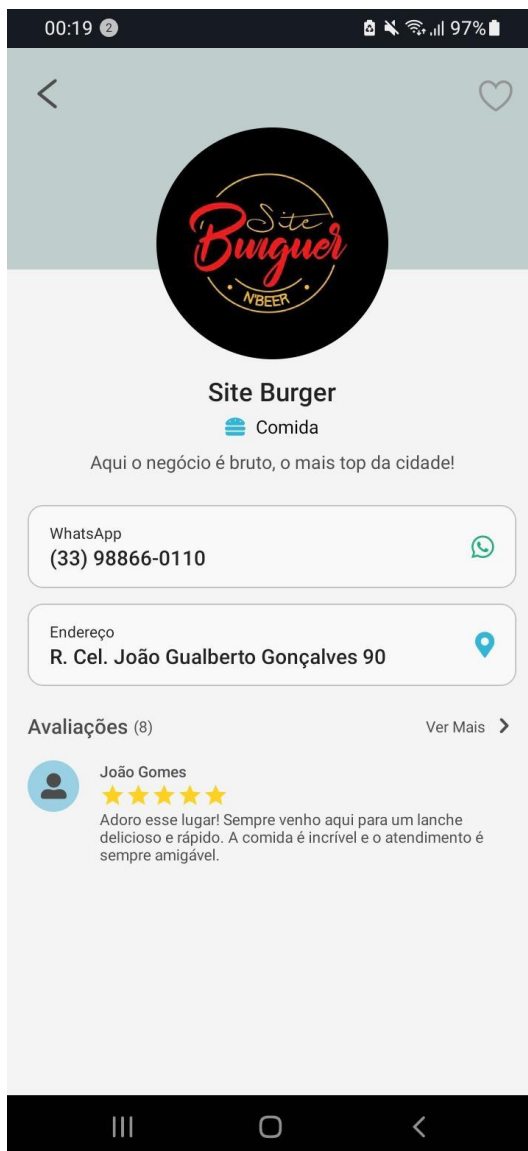 00:19 2
97%
Site
Burguer
N'BEER
Site Burger
Comida
Aqui o negócio é bruto, o mais top da cidade!
WhatsApp
(33) 98866-0110
Endereço
R. Cel. João Gualberto Gonçalves 90
Avaliações (8) Ver Mais
João Gomes
Adoro esse lugar! Sempre venho aqui para um lanche
delicioso e rápido. A comida é incrível e o atendimento é
sempre amigável.